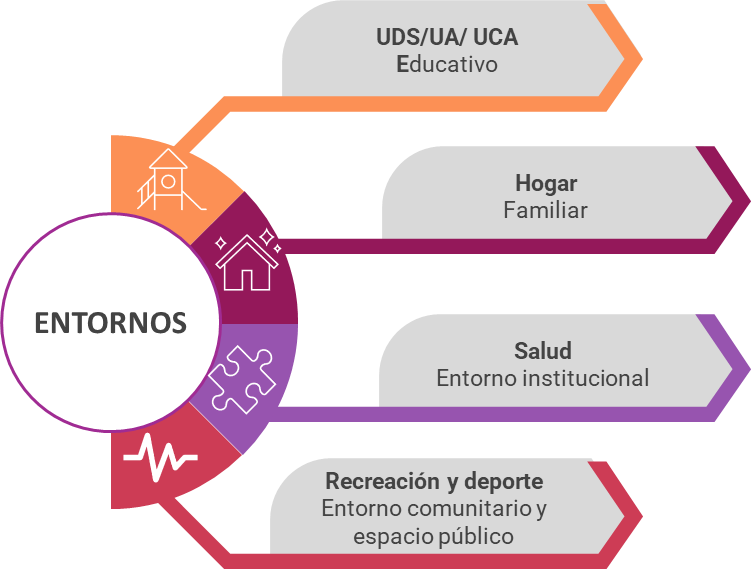 UDS/UA/ UCA
Educativo
Hogar
Familiar
ENTORNOS
Salud
Entorno institucional
Recreación y deporte
Entorno comunitario y
espacio público